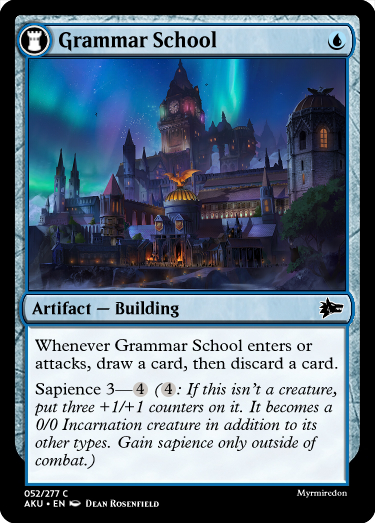 Grammar School
Artifact — Building
Whenever Grammar School enters or
attacks, draw a card, then discard a card.
Sapience 3—4 (4: If this isn't a creature,
put three +1/+1 counters on it. It becomes a
0/0 Incarnation creature in addition to its
other types. Gain sapience only outside of
combat.)
052/277 C
Myrmiredon
AKU • EN Dean Rosenfield